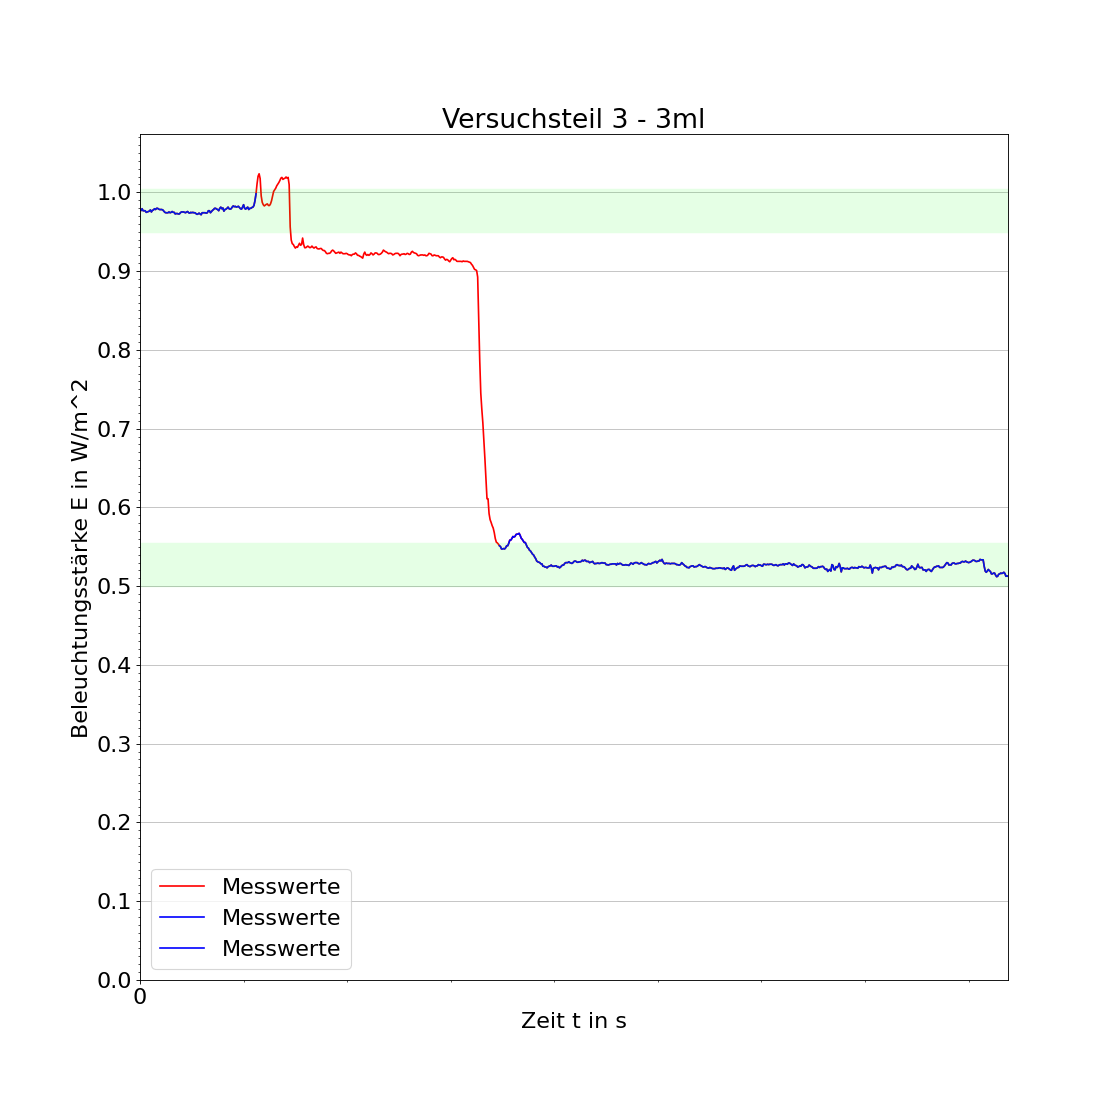 Versuchsteil 3 - 3ml
Beleuchtungsstärke E in W/m^2
1.0
0.9
0.8
0.7
0.6
0.5
0.4
0.3
0.2
0.1
0.0
Messwerte
Messwerte
Messwerte
0
Zeit t in s